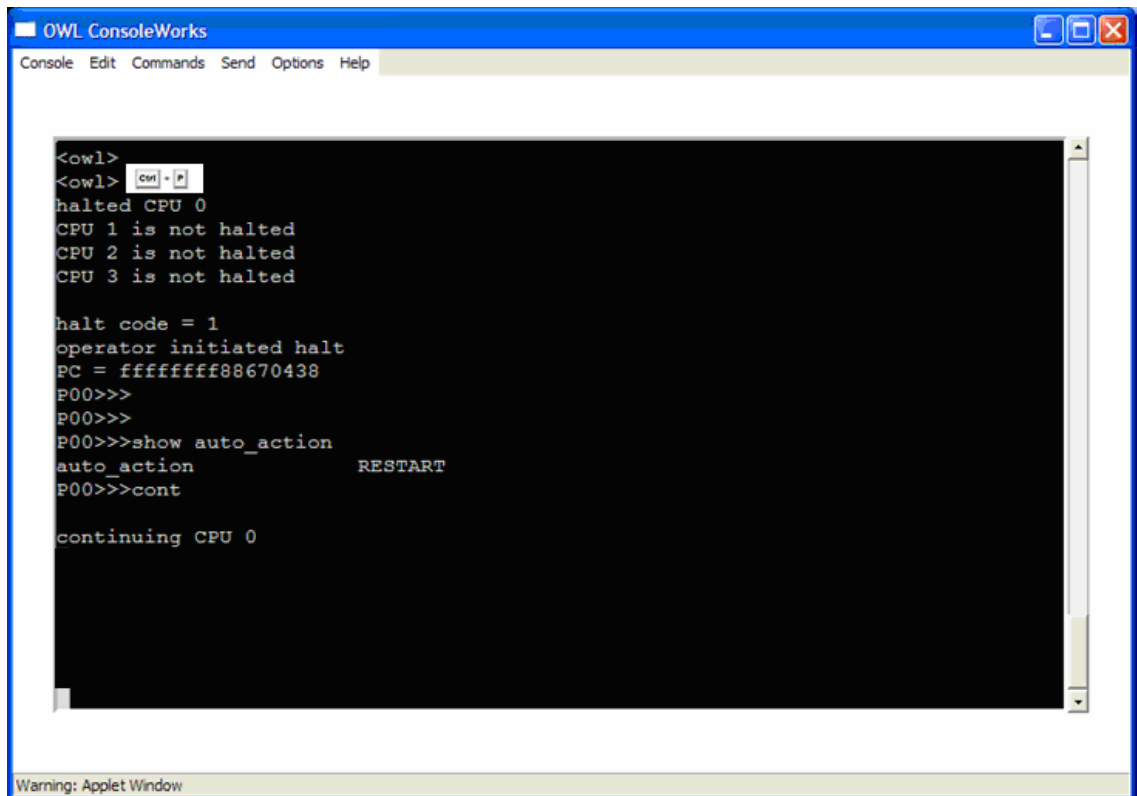 OWL ConsoleWorks
Console Edit Commands Send Options Help
<owl>
<owl> Ctrl + P
halted CPU 0
CPU 1 is not halted
CPU 2 is not halted
CPU 3 is not halted
halt code = 1
operator initiated halt
PC = ffffffff88670438
P00>>>
P00>>>
P00>>>show auto_action
auto_action RESTART
P00>>>cont
continuing CPU 0
Warning: Applet Window